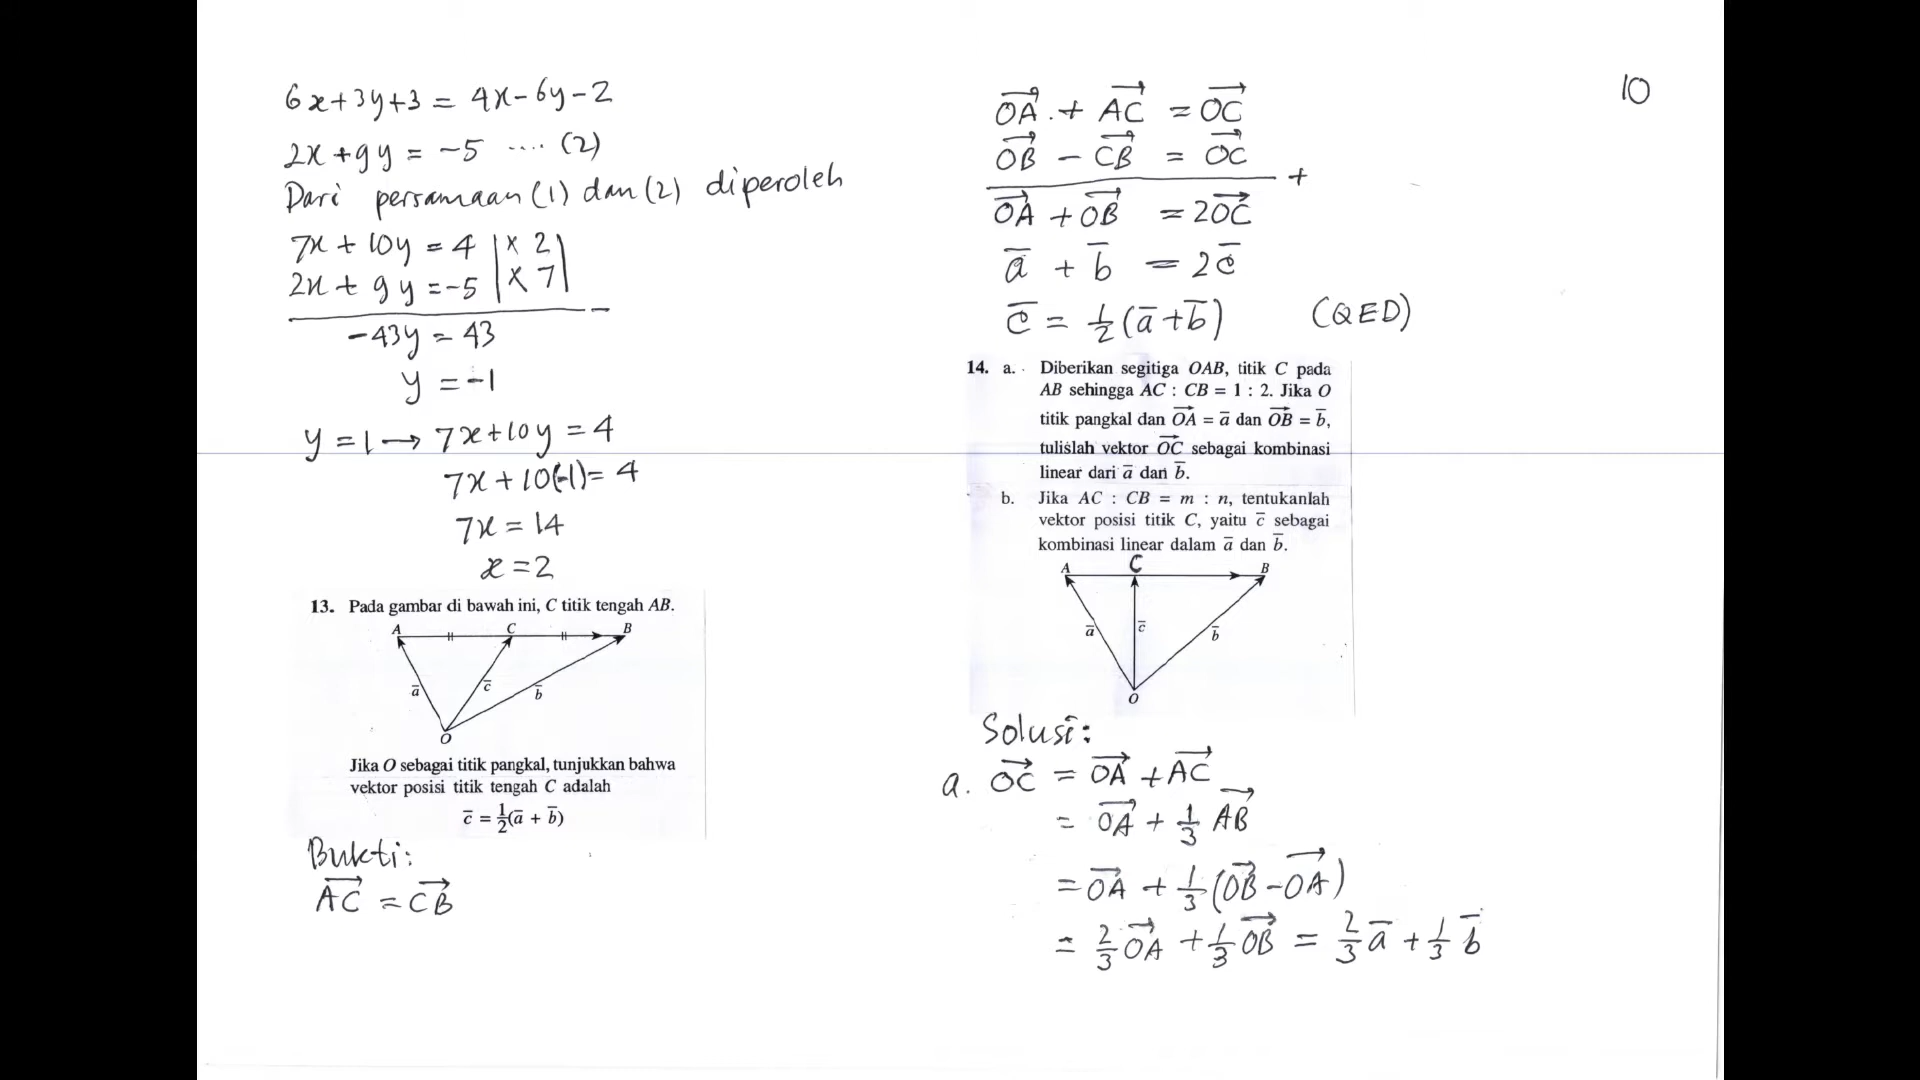 6x+3y+3 = 4x-6y-2
2x+9y = -5 .... (2)
Dari persamaan (1) dan (2) diperoleh
7x + 10y = 4 | x 2 |
2x + 9y = -5 | x 7 |
-
-43y = 43
y = -1
y = 1 → 7x+10y = 4
7x + 10(-1) = 4
7x = 14
x = 2
13. Pada gambar di bawah ini, C titik tengah AB.
A C B
a̅ c̅ b̅
O
Jika O sebagai titik pangkal, tunjukkan bahwa
vektor posisi titik tengah C adalah
c̅ = ½(a̅ + b̅)
Bukti:
AC⃗ = CB⃗
10
OA⃗ .+ AC⃗ = OC⃗
OB⃗ - CB⃗ = OC⃗
+
OA⃗ + OB⃗ = 2OC⃗
a̅ + b̅ = 2c̅
c̅ = ½(a̅+b̅) (QED)
14. a. Diberikan segitiga OAB, titik C pada
AB sehingga AC : CB = 1 : 2. Jika O
titik pangkal dan OA⃗ = a̅ dan OB⃗ = b̅,
tulislah vektor OC⃗ sebagai kombinasi
linear dari a̅ dan b̅.
b. Jika AC : CB = m : n, tentukanlah
vektor posisi titik C, yaitu c̅ sebagai
kombinasi linear dalam a̅ dan b̅.
A C B
a̅ c̅ b̅
O
Solusi:
a. OC⃗ = OA⃗ + AC⃗
= OA⃗ + ⅓ AB⃗
= OA⃗ + ⅓ (OB⃗ - OA⃗)
= ⅔ OA⃗ + ⅓ OB⃗ = ⅔ a̅ + ⅓ b̅